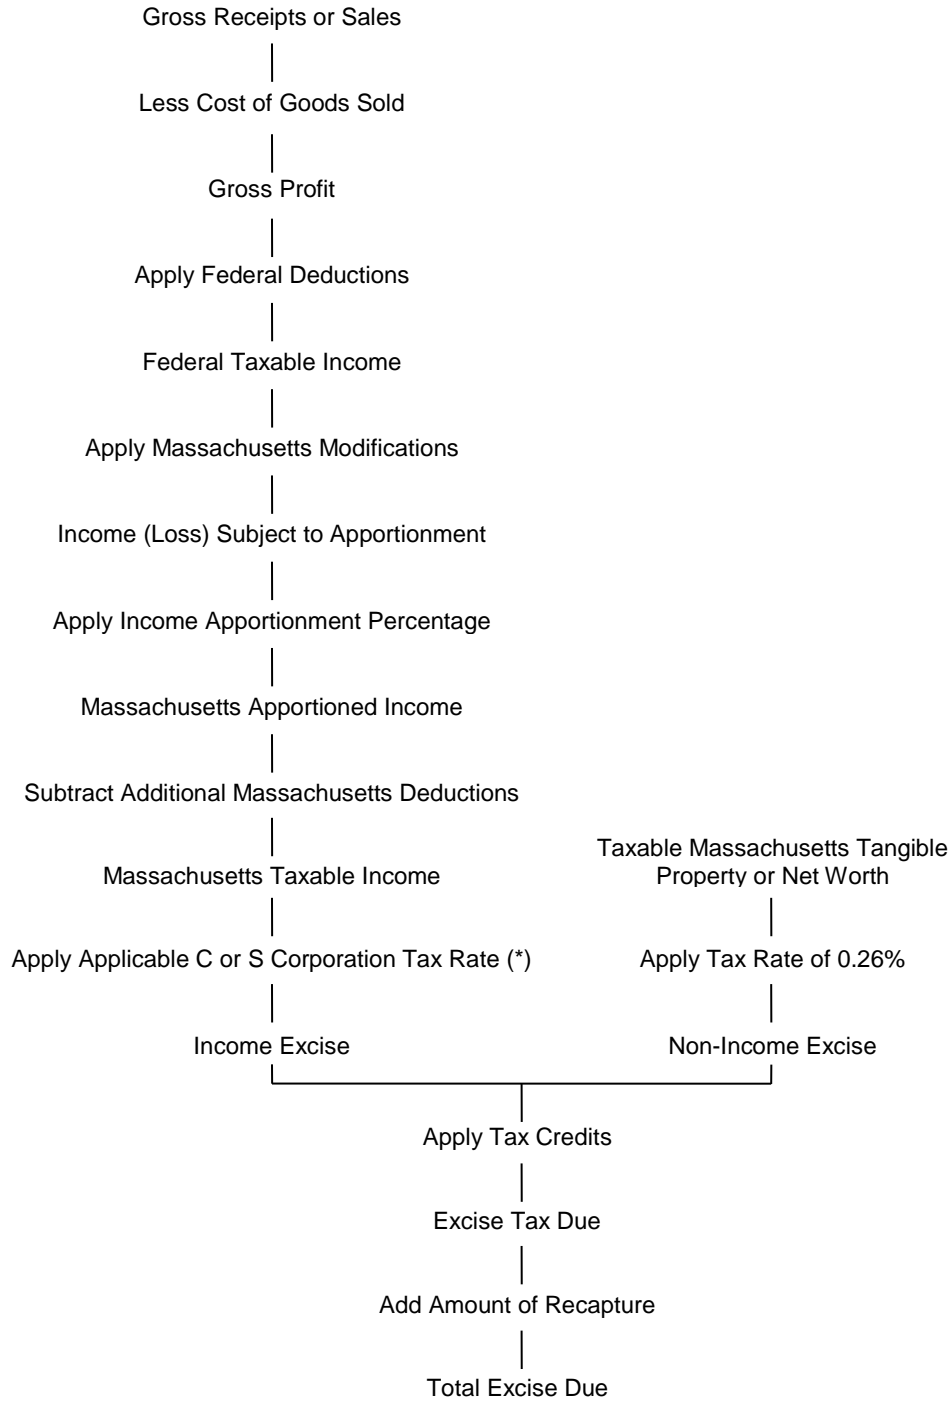 Gross Receipts or Sales
Less Cost of Goods Sold
Gross Profit
Apply Federal Deductions
Federal Taxable Income
Apply Massachusetts Modifications
Income (Loss) Subject to Apportionment
Apply Income Apportionment Percentage
Massachusetts Apportioned Income
Subtract Additional Massachusetts Deductions
Massachusetts Taxable Income
Apply Applicable C or S Corporation Tax Rate (*)
Income Excise
Taxable Massachusetts Tangible
Property or Net Worth
Apply Tax Rate of 0.26%
Non-Income Excise
Apply Tax Credits
Excise Tax Due
Add Amount of Recapture
Total Excise Due